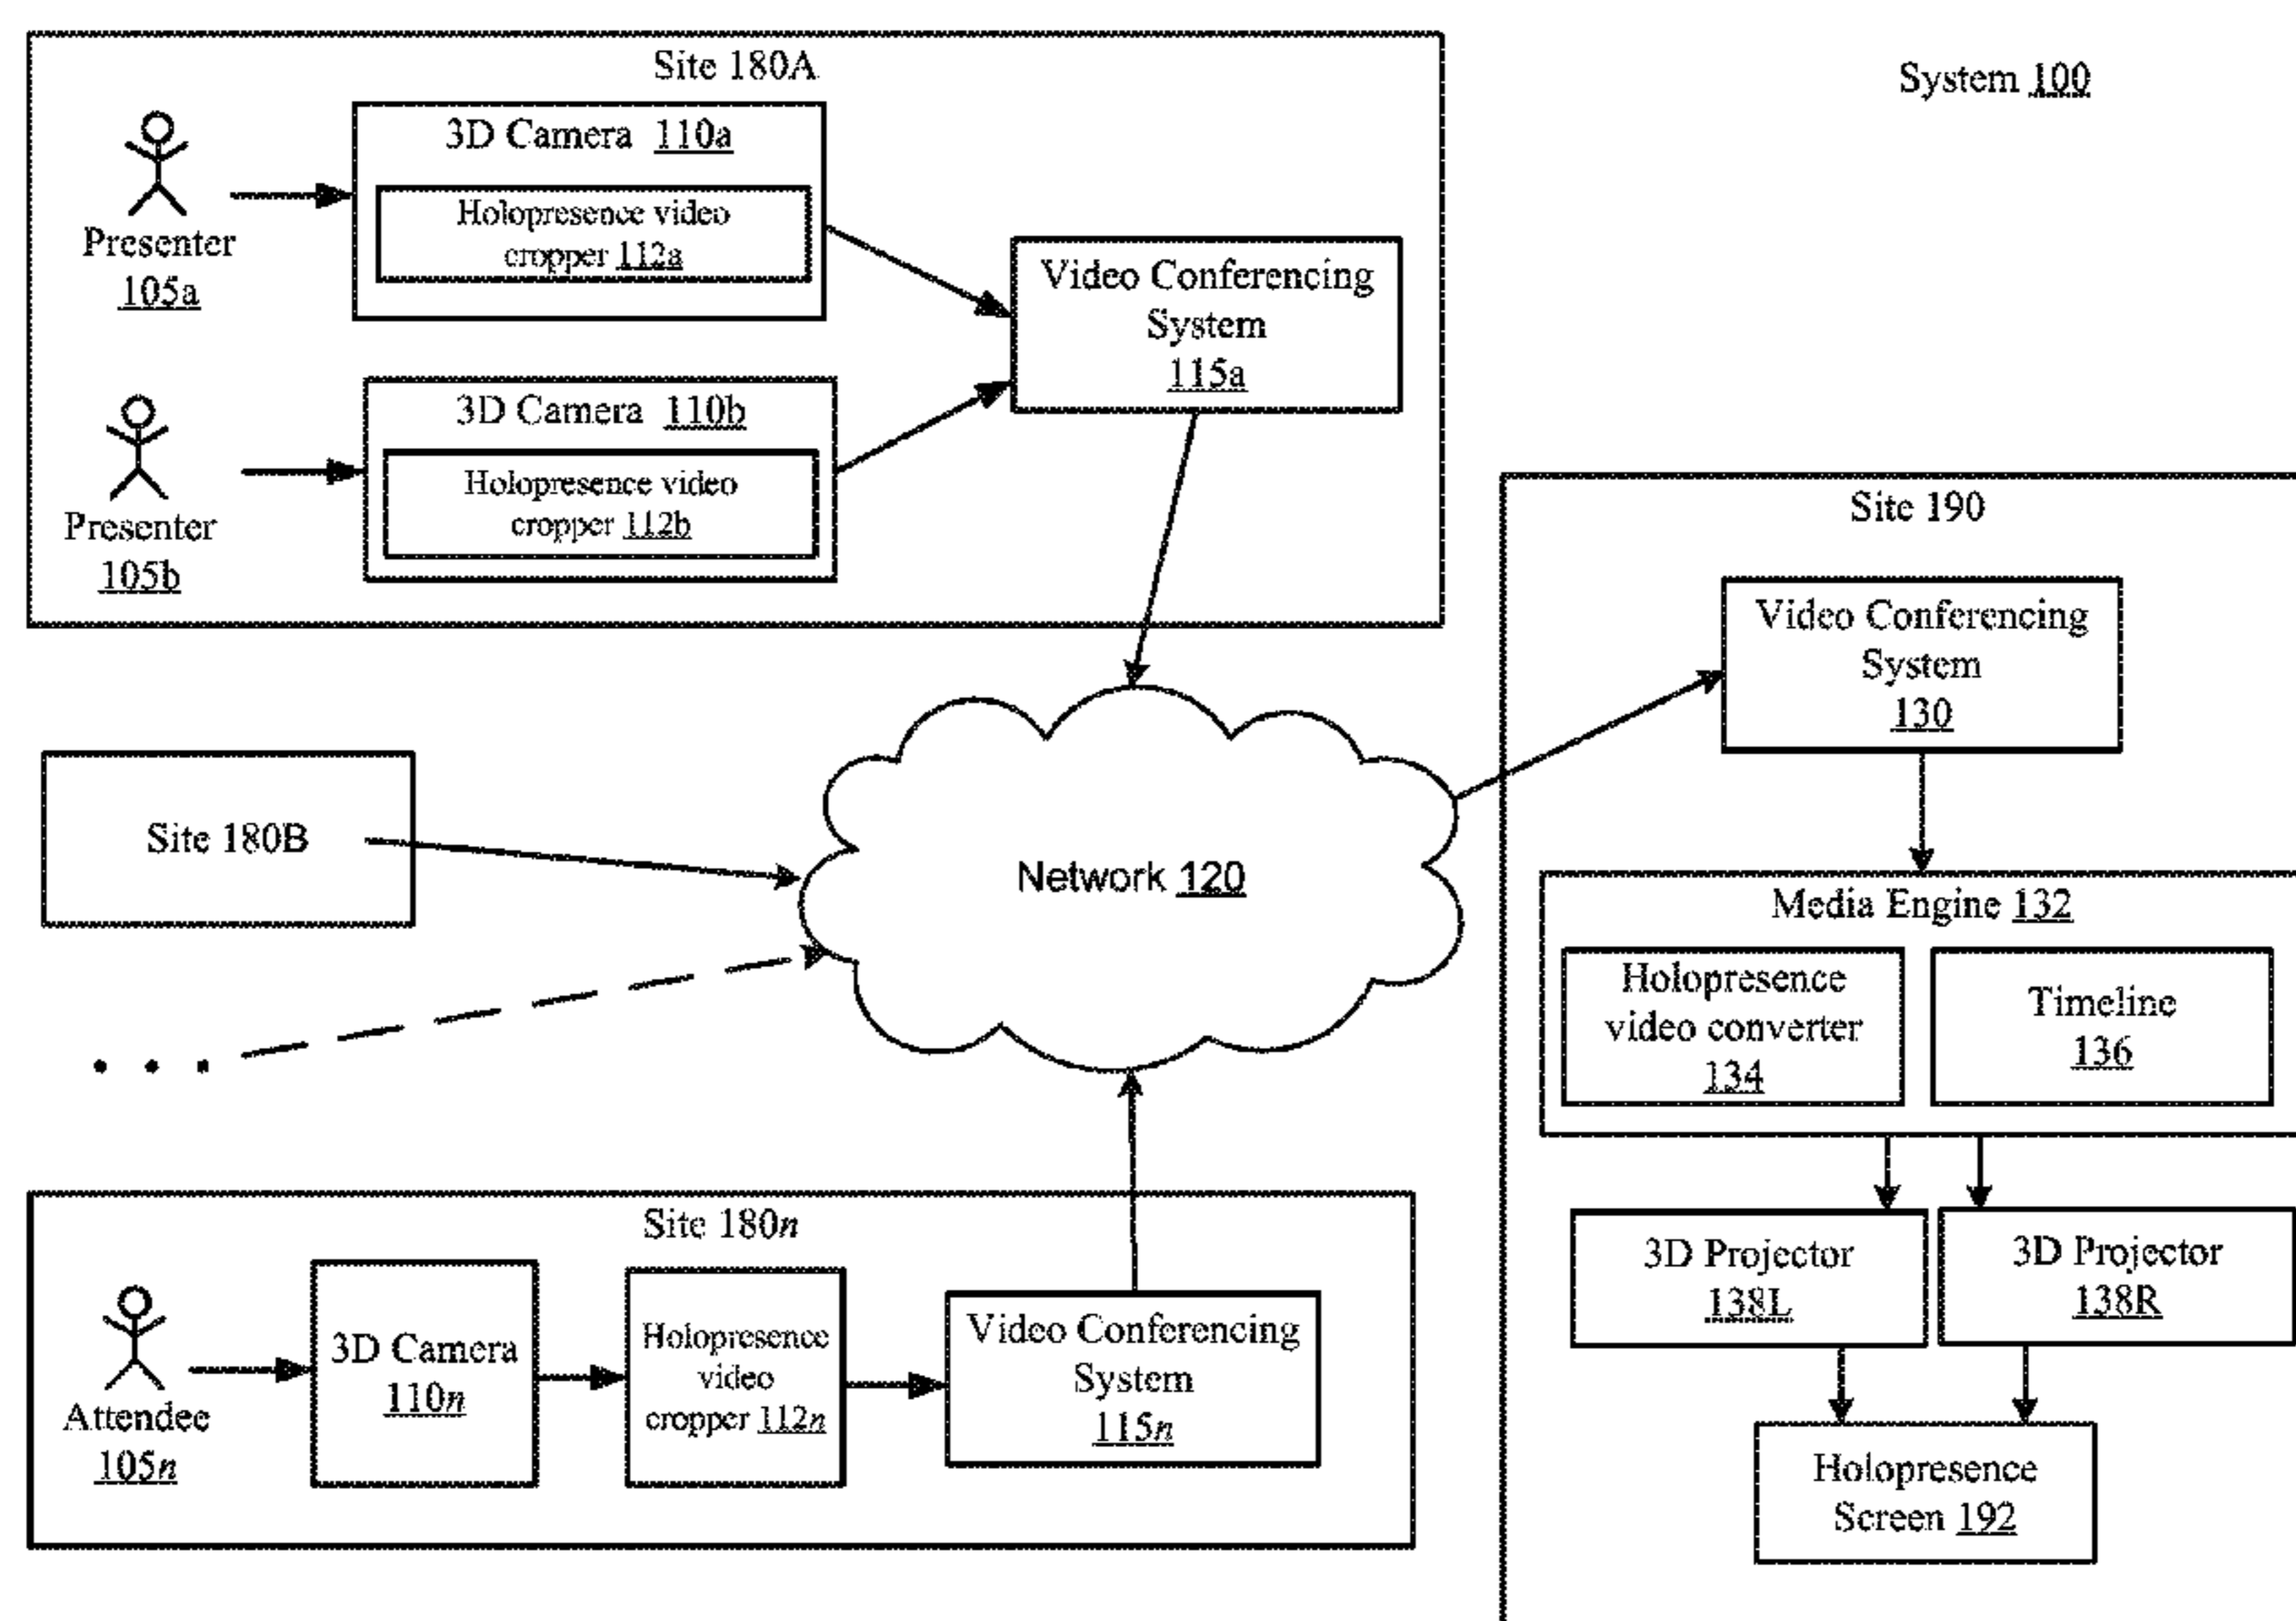 System 100
Site 180A
3D Camera 110a
Holopresence video
cropper 112a
Presenter
105a
Video Conferencing
System
115a
3D Camera 110b
Holopresence video
cropper 112b
Presenter
105b
Site 180B
Network 120
. . .
Site 180n
Attendee
105n
3D Camera
110n
Holopresence
video
cropper 112n
Video Conferencing
System
115n
Site 190
Video Conferencing
System
130
Media Engine 132
Holopresence
video converter
134
Timeline
136
3D Projector
138L
3D Projector
138R
Holopresence
Screen 192